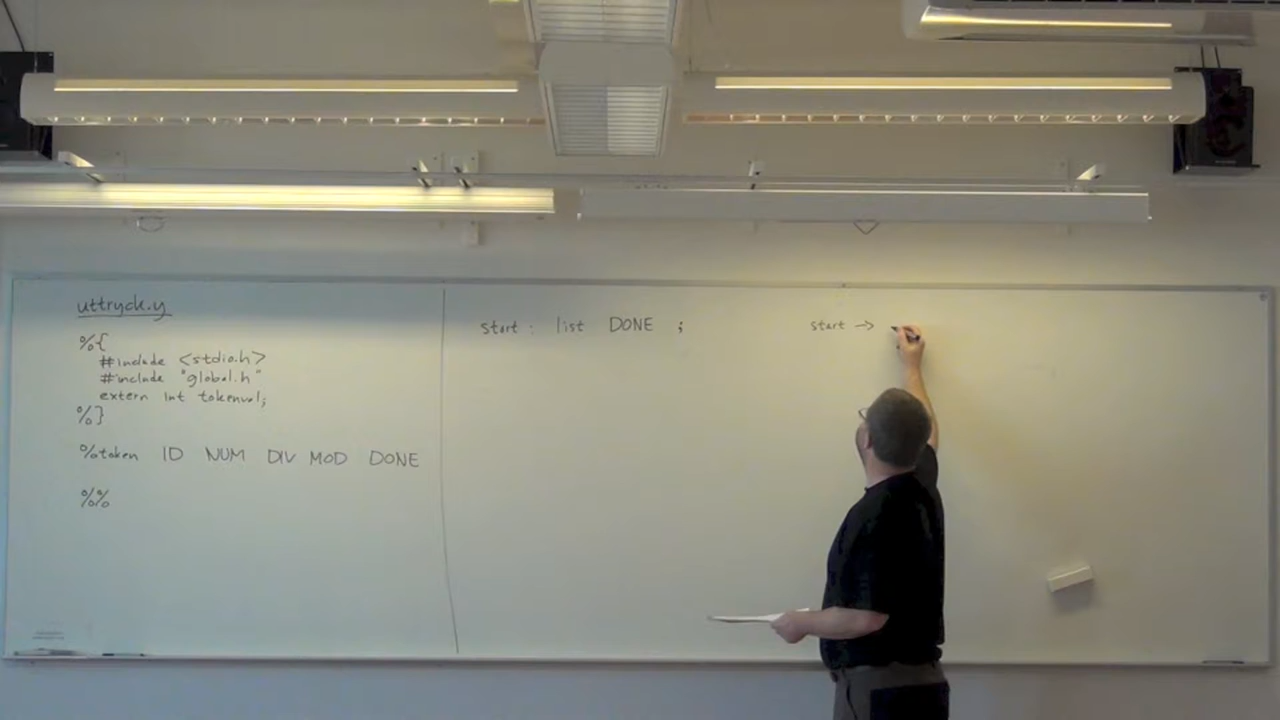 uttryck.y
%{
#include <stdio.h>
#include "global.h"
extern int tokenval;
%}
%token ID NUM DIV MOD DONE
%%
start : list DONE ;
start →